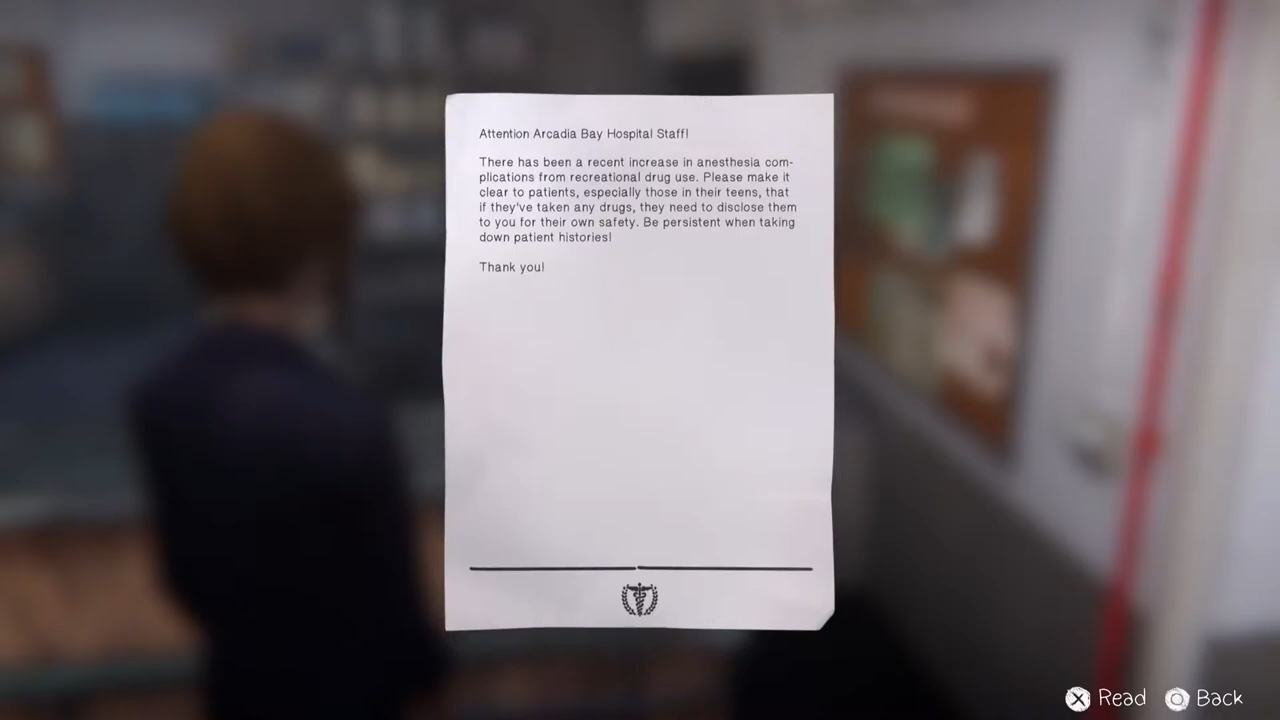 Attention Arcadia Bay Hospital Staff!
There has been a recent increase in anesthesia com-
plications from recreational drug use. Please make it
clear to patients, especially those in their teens, that
if they've taken any drugs, they need to disclose them
to you for their own safety. Be persistent when taking
down patient histories!
Thank you!
Read Back